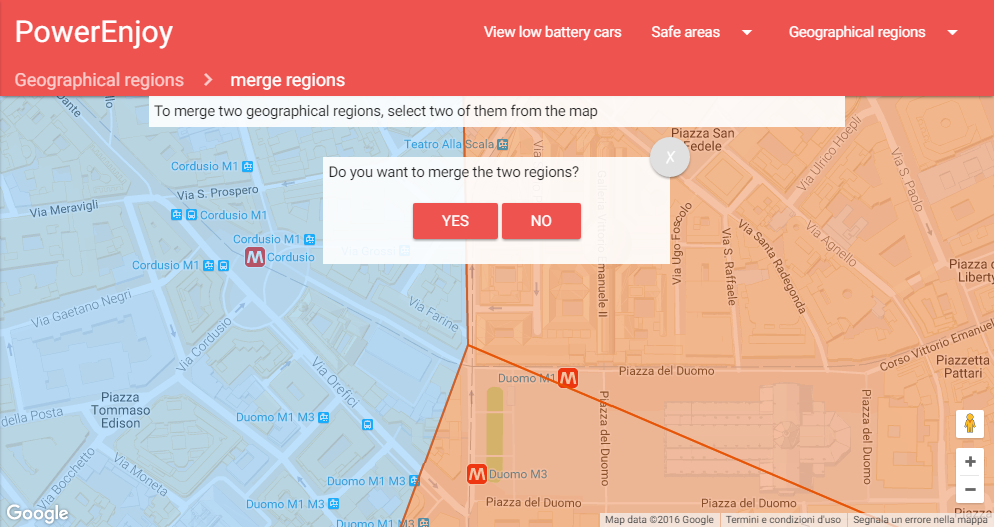 PowerEnjoy
View low battery cars
Safe areas
Geographical regions
Geographical regions > merge regions
To merge two geographical regions, select two of them from the map
Do you want to merge the two regions?
X
YES
NO
Dante
Teatro Alla Scala
Piazza San
Fedele
Via Ulrico Hoepli
Via S. Paolo
Cordusio M1
Via S. Prospero
Via Meravigli
Cordusio M1
Cordusio M1
Cordusio
Cordusio M1
Via Grossi
Via Ugo Foscolo
Via S. Raffaele
Via Santa Radegonda
Via Agnello
Piazza d
Liberty
Via Gaetano Negri
Via Cordusio
Via Farine
Via Orefici
Corso Vittorio Emanuele
Piazzetta
Pattari
Duomo M1
Piazza del Duomo
della Posta
Piazza
Tommaso
Edison
Duomo M1 M3
Piazza del Duomo
Piazza del Duomo
Via Bocchetto
Via Moneta
Duomo M3
Duomo M1 M3
Duomo M1 M3
Duomo M1 M3
Piazza del Duomo
Piazza del Duomo
Google
Map data ©2016 Google
Termini e condizioni d'uso
Segnala un errore nella mappa